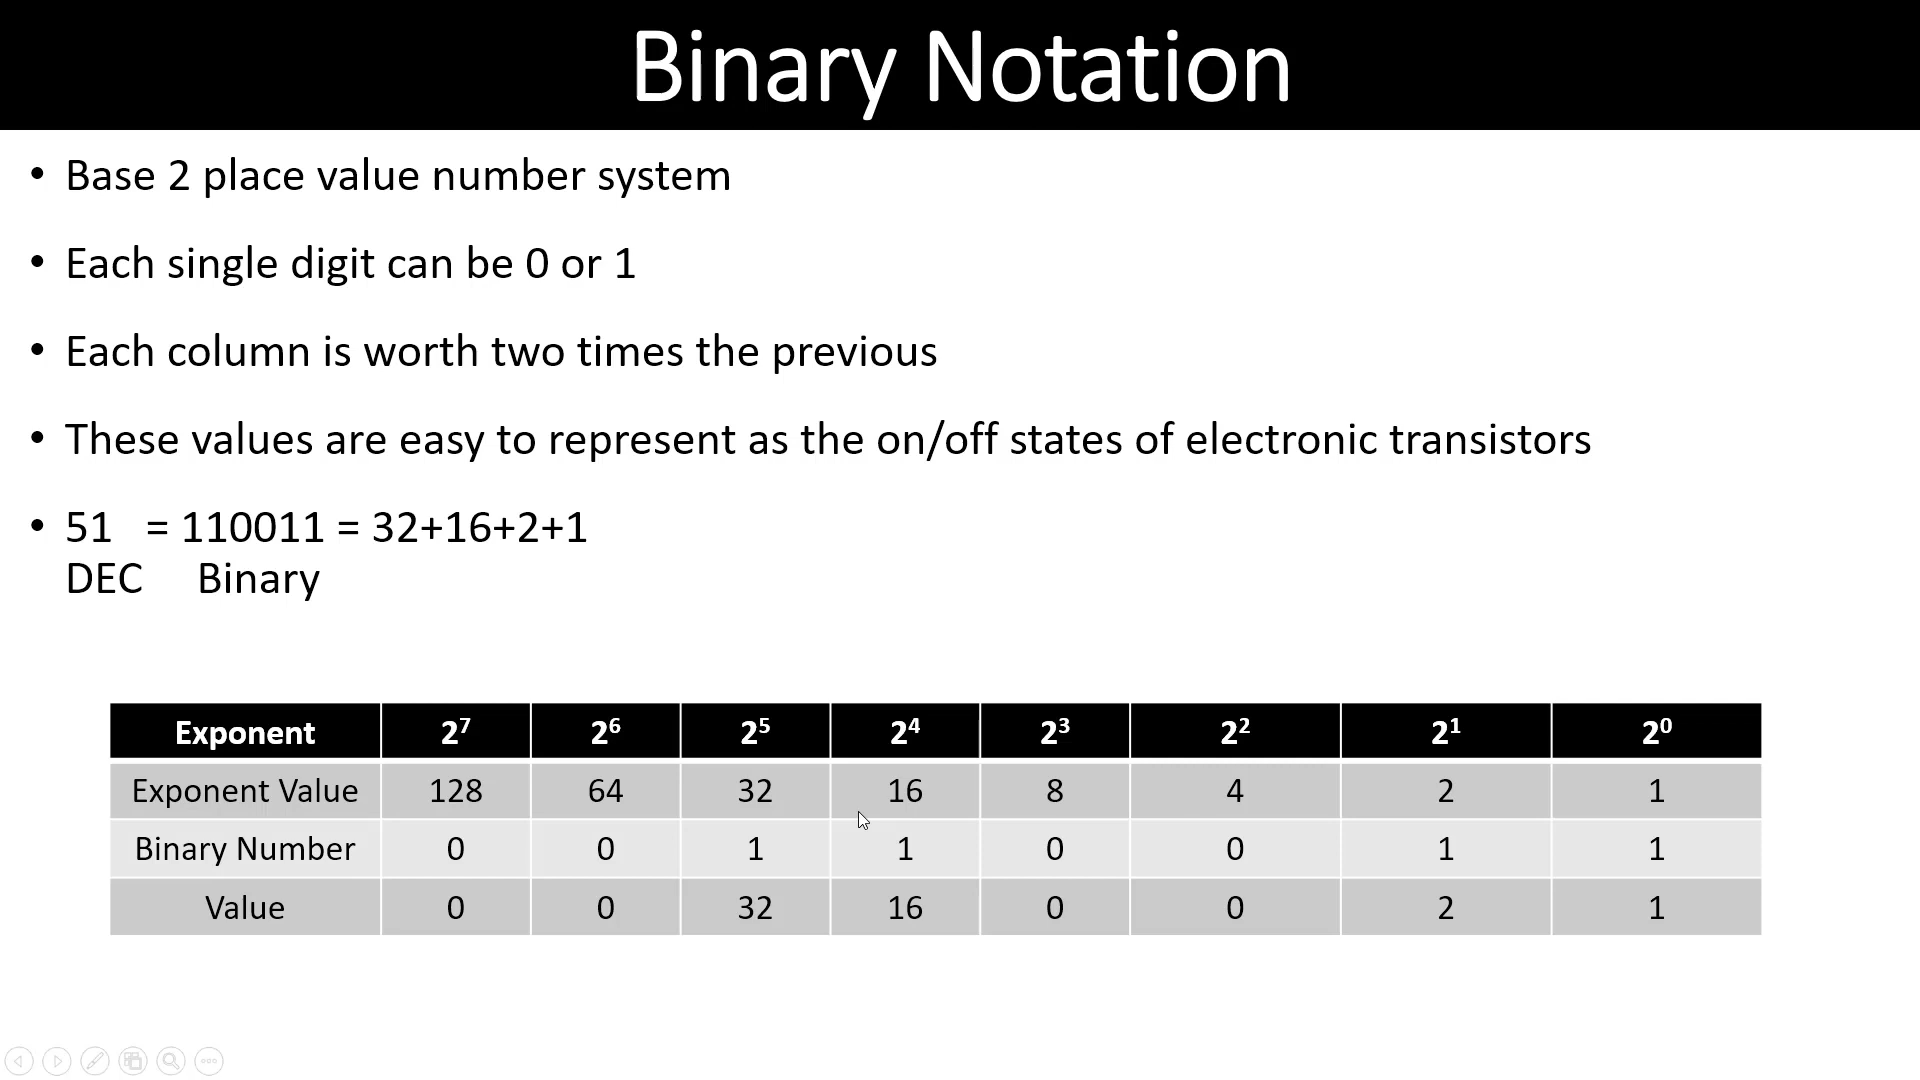 Binary Notation
• Base 2 place value number system
• Each single digit can be 0 or 1
• Each column is worth two times the previous
• These values are easy to represent as the on/off states of electronic transistors
• 51 = 110011 = 32+16+2+1
DEC Binary
Exponent 2⁷ 2⁶ 2⁵ 2⁴ 2³ 2² 2¹ 2⁰
Exponent Value 128 64 32 16 8 4 2 1
Binary Number 0 0 1 1 0 0 1 1
Value 0 0 32 16 0 0 2 1